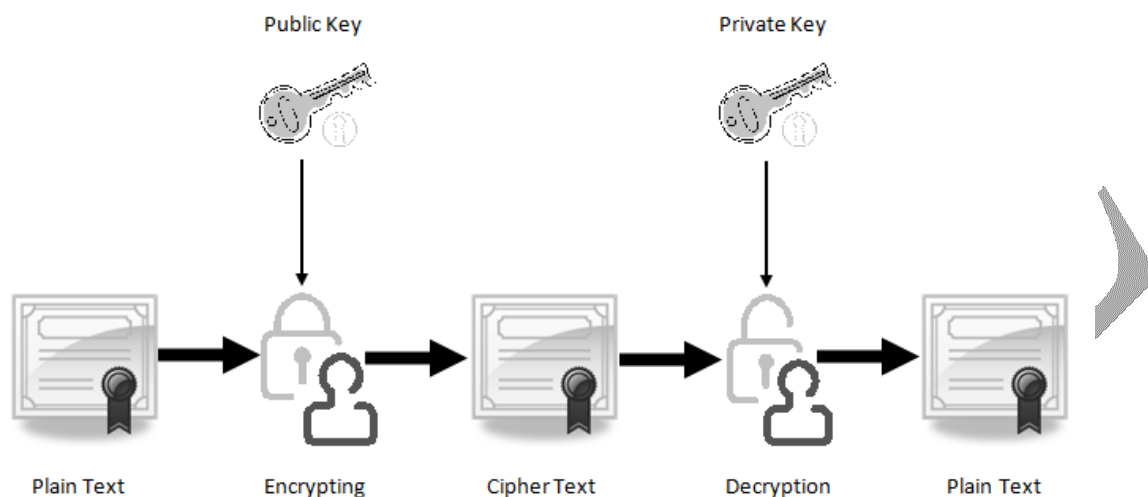 Public Key
Private Key
Plain Text
Encrypting
Cipher Text
Decryption
Plain Text